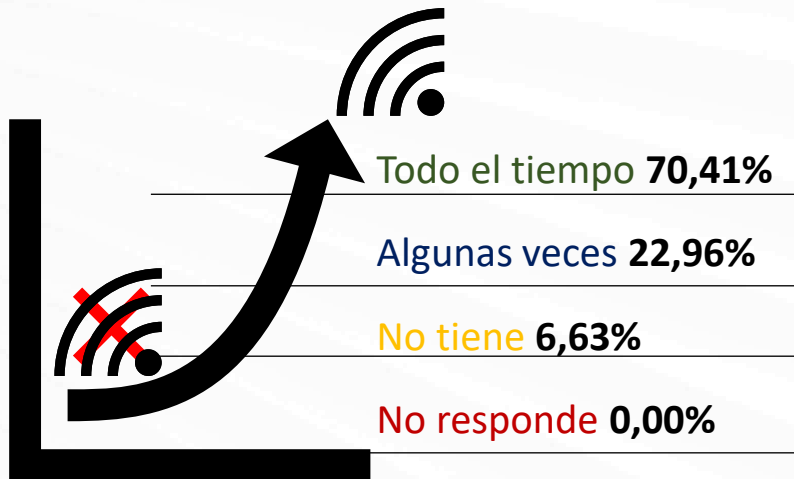 Todo el tiempo 70,41%
Algunas veces 22,96%
No tiene 6,63%
No responde 0,00%